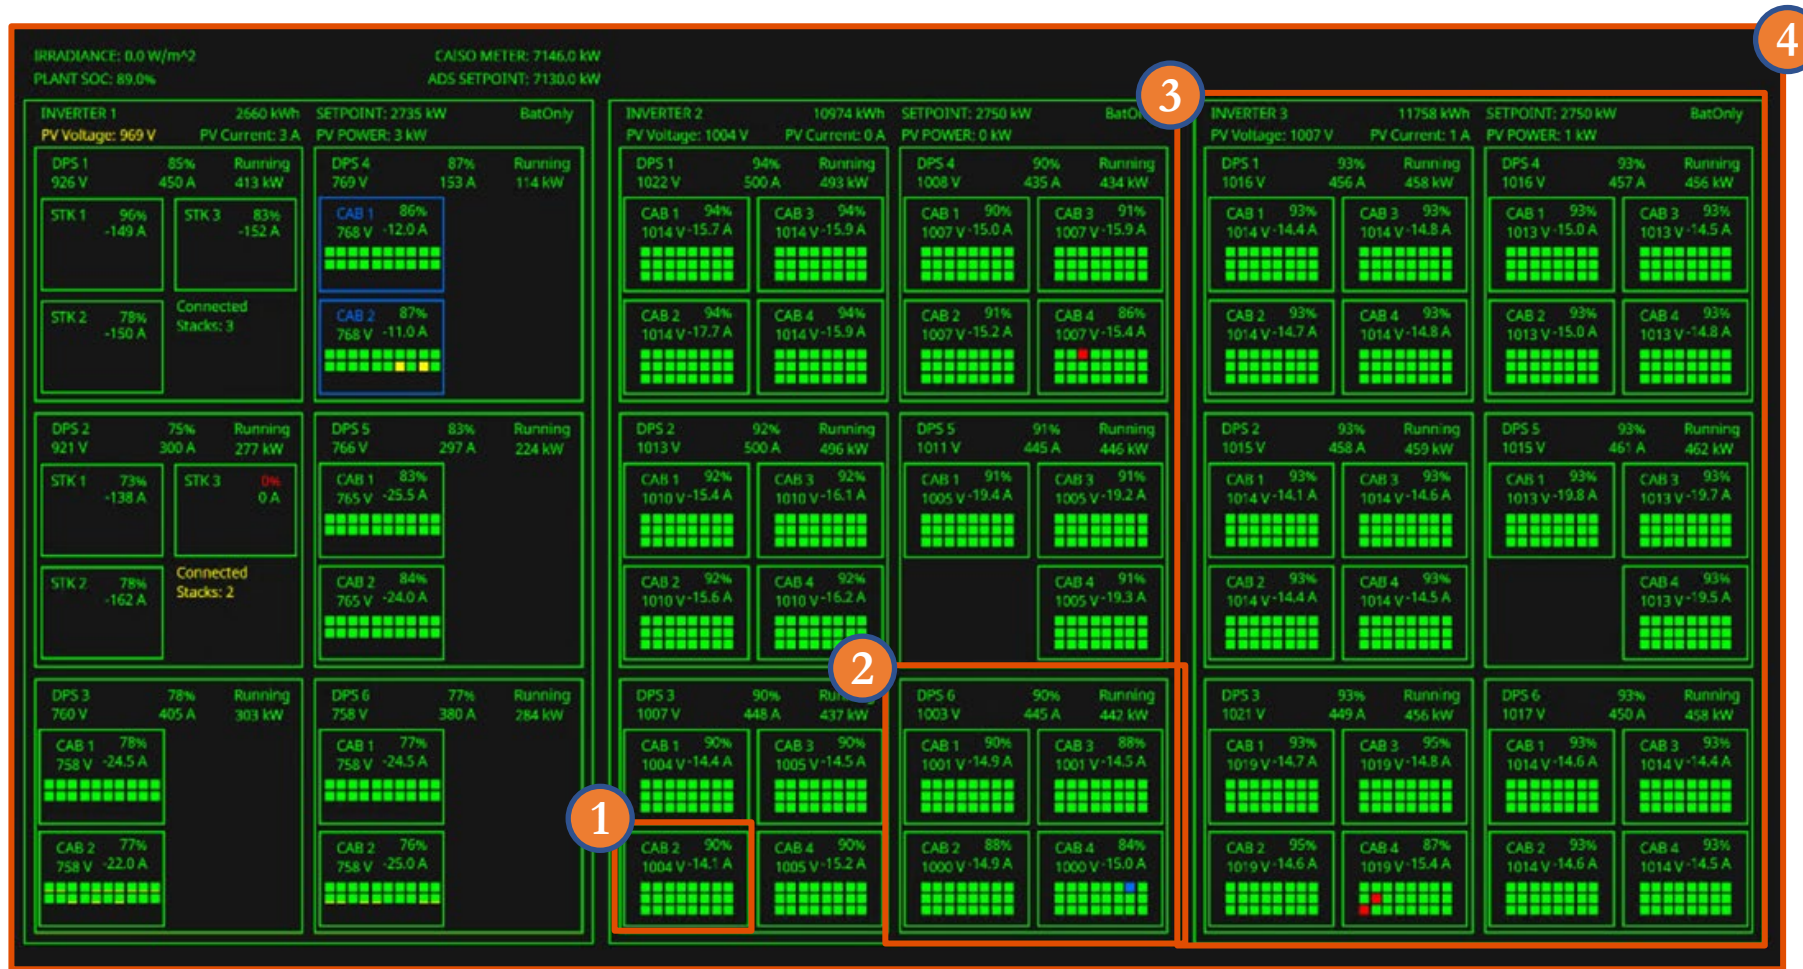 4
IRRADIANCE: 0.0 W/m^2 CAISO METER: 7146.0 kW
PLANT SOC: 89.0% ADS SETPOINT: 7130.0 kW
3
INVERTER 1 2660 kWh SETPOINT: 2735 kW BatOnly
PV Voltage: 969 V PV Current: 3 A PV POWER: 3 kW
DPS 1 85% Running
926 V 450 A 413 kW
STK 1 96%
-149 A
STK 3 83%
-152 A
STK 2 78%
-150 A
Connected
Stacks: 3
DPS 4 87% Running
769 V 153 A 114 kW
CAB 1 86%
768 V -12.0 A
CAB 2 87%
768 V -11.0 A
DPS 2 75% Running
921 V 300 A 277 kW
STK 1 73%
-138 A
STK 3 0%
0 A
STK 2 78%
-162 A
Connected
Stacks: 2
DPS 5 83% Running
766 V 297 A 224 kW
CAB 1 83%
765 V -25.5 A
CAB 2 84%
765 V -24.0 A
DPS 3 78% Running
760 V 405 A 303 kW
CAB 1 78%
758 V -24.5 A
CAB 2 77%
758 V -22.0 A
DPS 6 77% Running
758 V 380 A 284 kW
CAB 1 77%
758 V -24.5 A
CAB 2 76%
758 V -25.0 A
INVERTER 2 10974 kWh SETPOINT: 2750 kW
PV Voltage: 1004 V PV Current: 0 A PV POWER: 0 kW
DPS 1 94% Running
1022 V 500 A 493 kW
CAB 1 94%
1014 V -15.7 A
CAB 3 94%
1014 V -15.9 A
CAB 2 94%
1014 V -17.7 A
CAB 4 94%
1014 V -15.9 A
DPS 4 90% Running
1008 V 435 A 434 kW
CAB 1 90%
1007 V -15.0 A
CAB 3 91%
1007 V -15.9 A
CAB 2 91%
1007 V -15.2 A
CAB 4 86%
1007 V -15.4 A
DPS 2 92% Running
1013 V 500 A 496 kW
CAB 1 92%
1010 V -15.4 A
CAB 3 92%
1010 V -16.1 A
CAB 2 92%
1010 V -15.6 A
CAB 4 92%
1010 V -16.2 A
DPS 5 91% Running
1011 V 445 A 446 kW
CAB 1 91%
1005 V -19.4 A
CAB 3 91%
1005 V -19.2 A
CAB 4 91%
1005 V -19.3 A
2
DPS 3 90%
1007 V 448 A 437 kW
CAB 1 90%
1004 V -14.4 A
CAB 3 90%
1005 V -14.5 A
1
CAB 2 90%
1004 V -14.1 A
CAB 4 90%
1005 V -15.2 A
DPS 6 90% Running
1003 V 445 A 442 kW
CAB 1 90%
1001 V -14.9 A
CAB 3 88%
1001 V -14.5 A
CAB 2 88%
1000 V -14.9 A
CAB 4 84%
1000 V -15.0 A
INVERTER 3 11758 kWh SETPOINT: 2750 kW BatOnly
PV Voltage: 1007 V PV Current: 1 A PV POWER: 1 kW
DPS 1 93% Running
1016 V 456 A 458 kW
CAB 1 93%
1014 V -14.4 A
CAB 3 93%
1014 V -14.8 A
CAB 2 93%
1014 V -14.7 A
CAB 4 93%
1014 V -14.8 A
DPS 4 93% Running
1016 V 457 A 456 kW
CAB 1 93%
1013 V -15.0 A
CAB 3 93%
1013 V -14.5 A
CAB 2 93%
1013 V -15.0 A
CAB 4 93%
1013 V -14.8 A
DPS 2 93% Running
1015 V 458 A 459 kW
CAB 1 93%
1014 V -14.1 A
CAB 3 93%
1014 V -14.6 A
CAB 2 93%
1014 V -14.4 A
CAB 4 93%
1014 V -14.5 A
DPS 5 93% Running
1015 V 461 A 462 kW
CAB 1 93%
1013 V -19.8 A
CAB 3 93%
1013 V -19.7 A
CAB 4 93%
1013 V -19.5 A
DPS 3 93% Running
1021 V 449 A 456 kW
CAB 1 93%
1019 V -14.7 A
CAB 3 95%
1019 V -14.8 A
CAB 2 95%
1019 V -14.6 A
CAB 4 87%
1019 V -15.4 A
DPS 6 93% Running
1017 V 450 A 458 kW
CAB 1 93%
1014 V -14.6 A
CAB 3 93%
1014 V -14.4 A
CAB 2 93%
1014 V -14.6 A
CAB 4 93%
1014 V -14.5 A